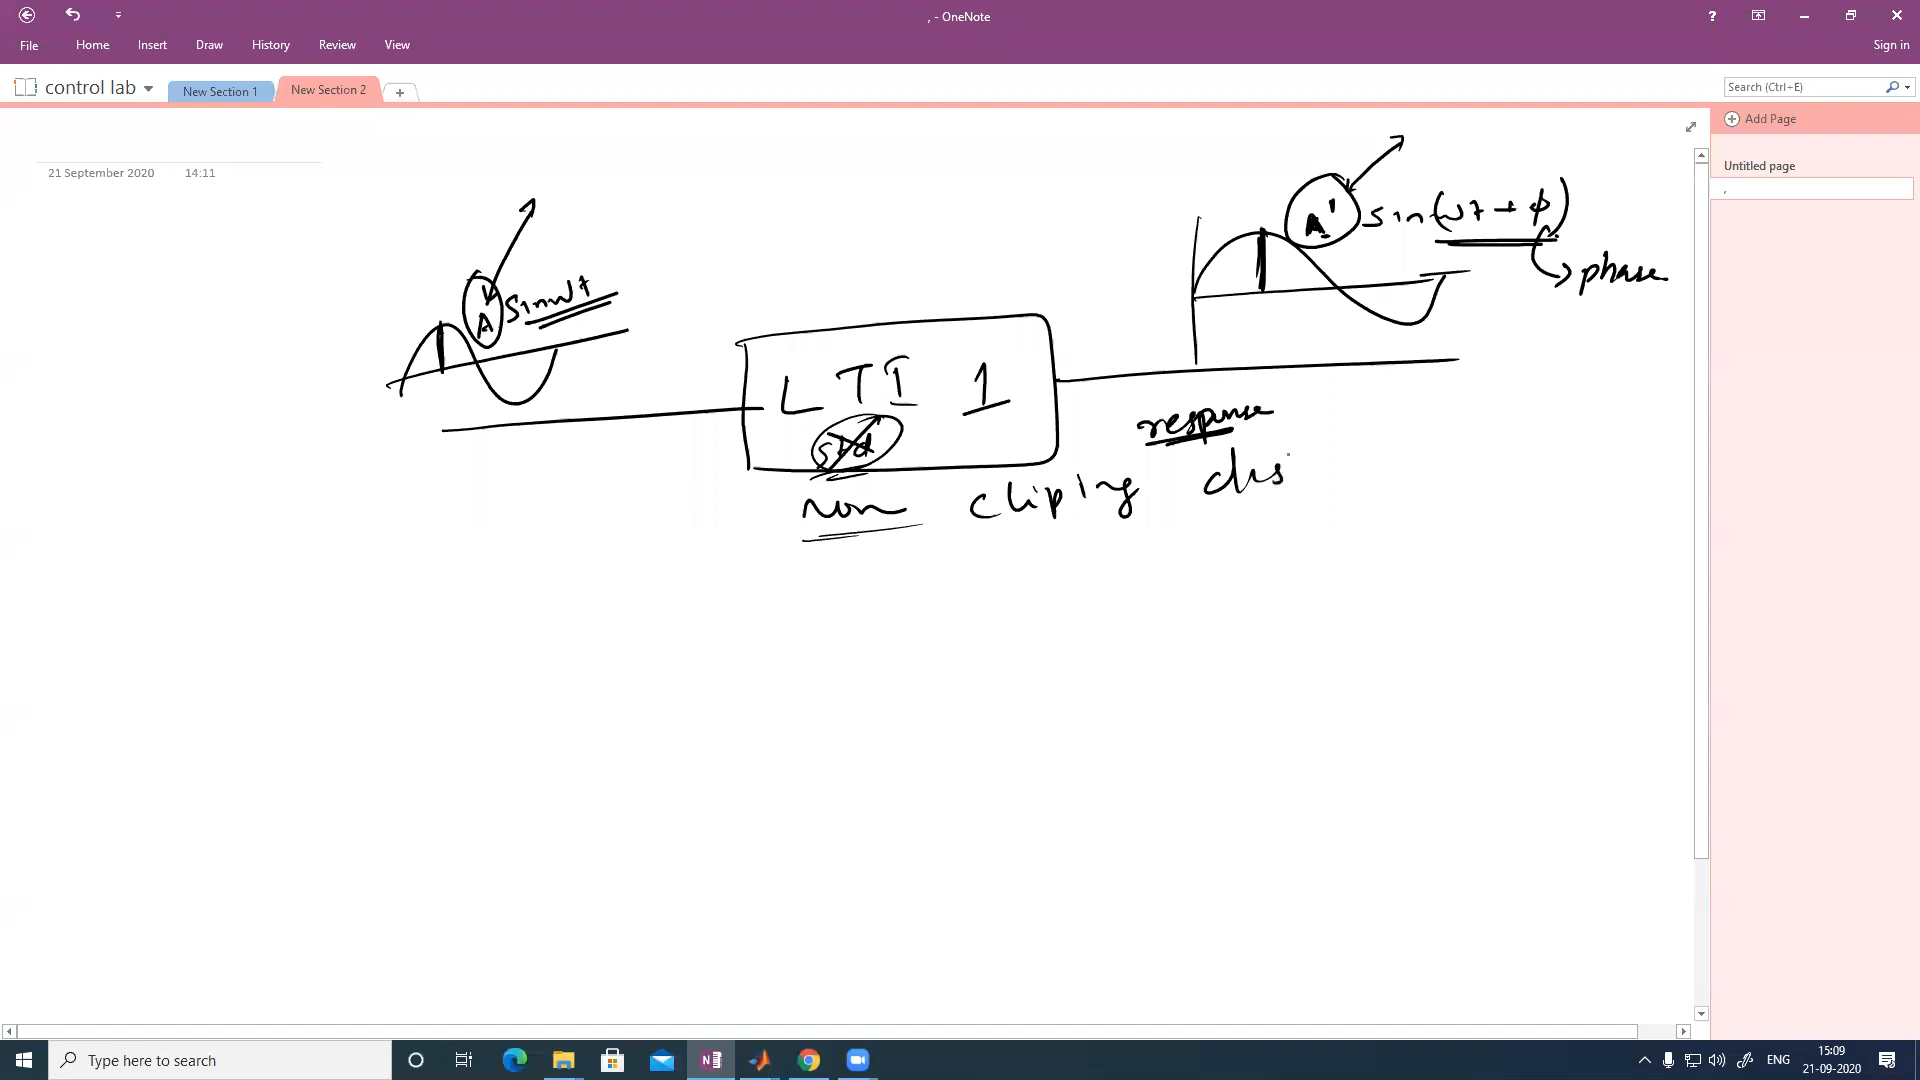 , - OneNote
?
File Home Insert Draw History Review View
Sign in
control lab New Section 1 New Section 2 +
Search (Ctrl+E)
Add Page
Untitled page
,
21 September 2020 14:11
A sinωt
A' sin(ωt + ϕ)
phase
LTI 1
response
non cliping dis
Type here to search
ENG
15:09
21-09-2020